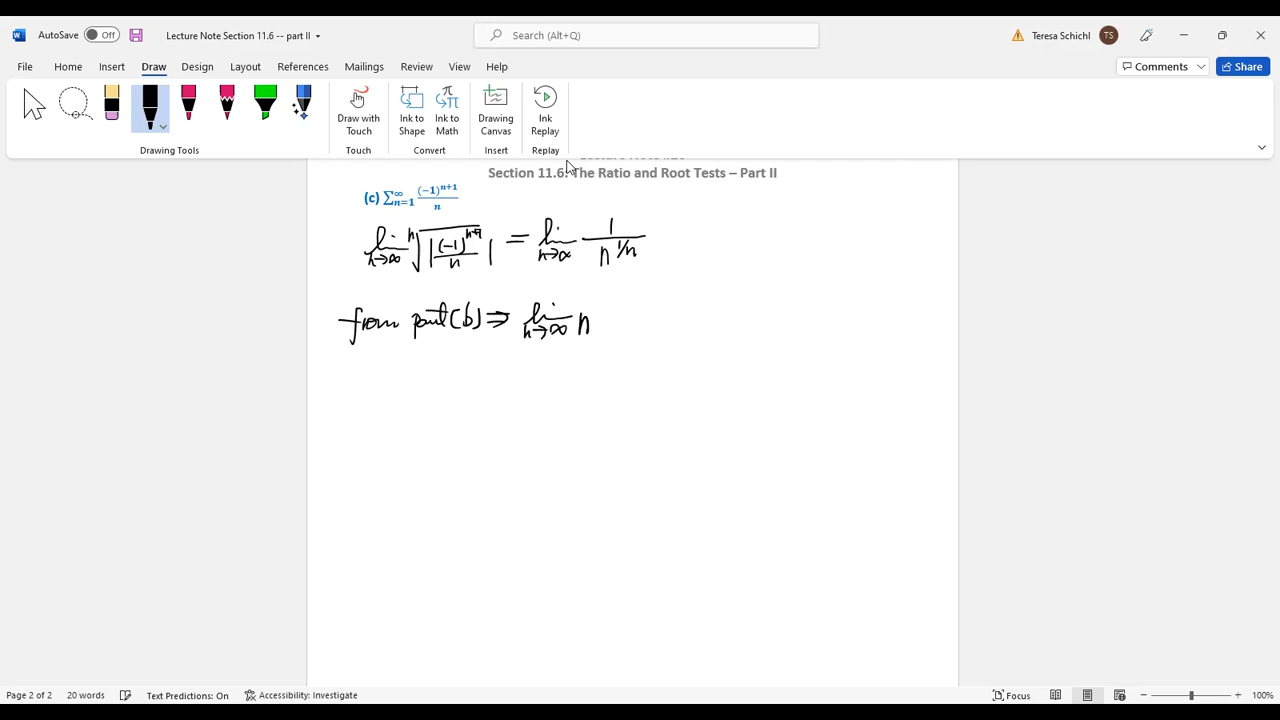 AutoSave Off Lecture Note Section 11.6 -- part II Search (Alt+Q) Teresa Schichl TS
File Home Insert Draw Design Layout References Mailings Review View Help Comments Share
Draw with Touch Ink to Shape Ink to Math Drawing Canvas Ink Replay
Drawing Tools Touch Convert Insert Replay
Section 11.6: The Ratio and Root Tests – Part II
(c) ∑_{n=1}^{∞} (-1)^{n+1}/n
lim_{n→∞} ⁿ√|(-1)^{n+1}/n| = lim_{n→∞} 1/n^{1/n}
from part (b) ⇒ lim_{n→∞} n
Page 2 of 2 20 words Text Predictions: On Accessibility: Investigate Focus 100%